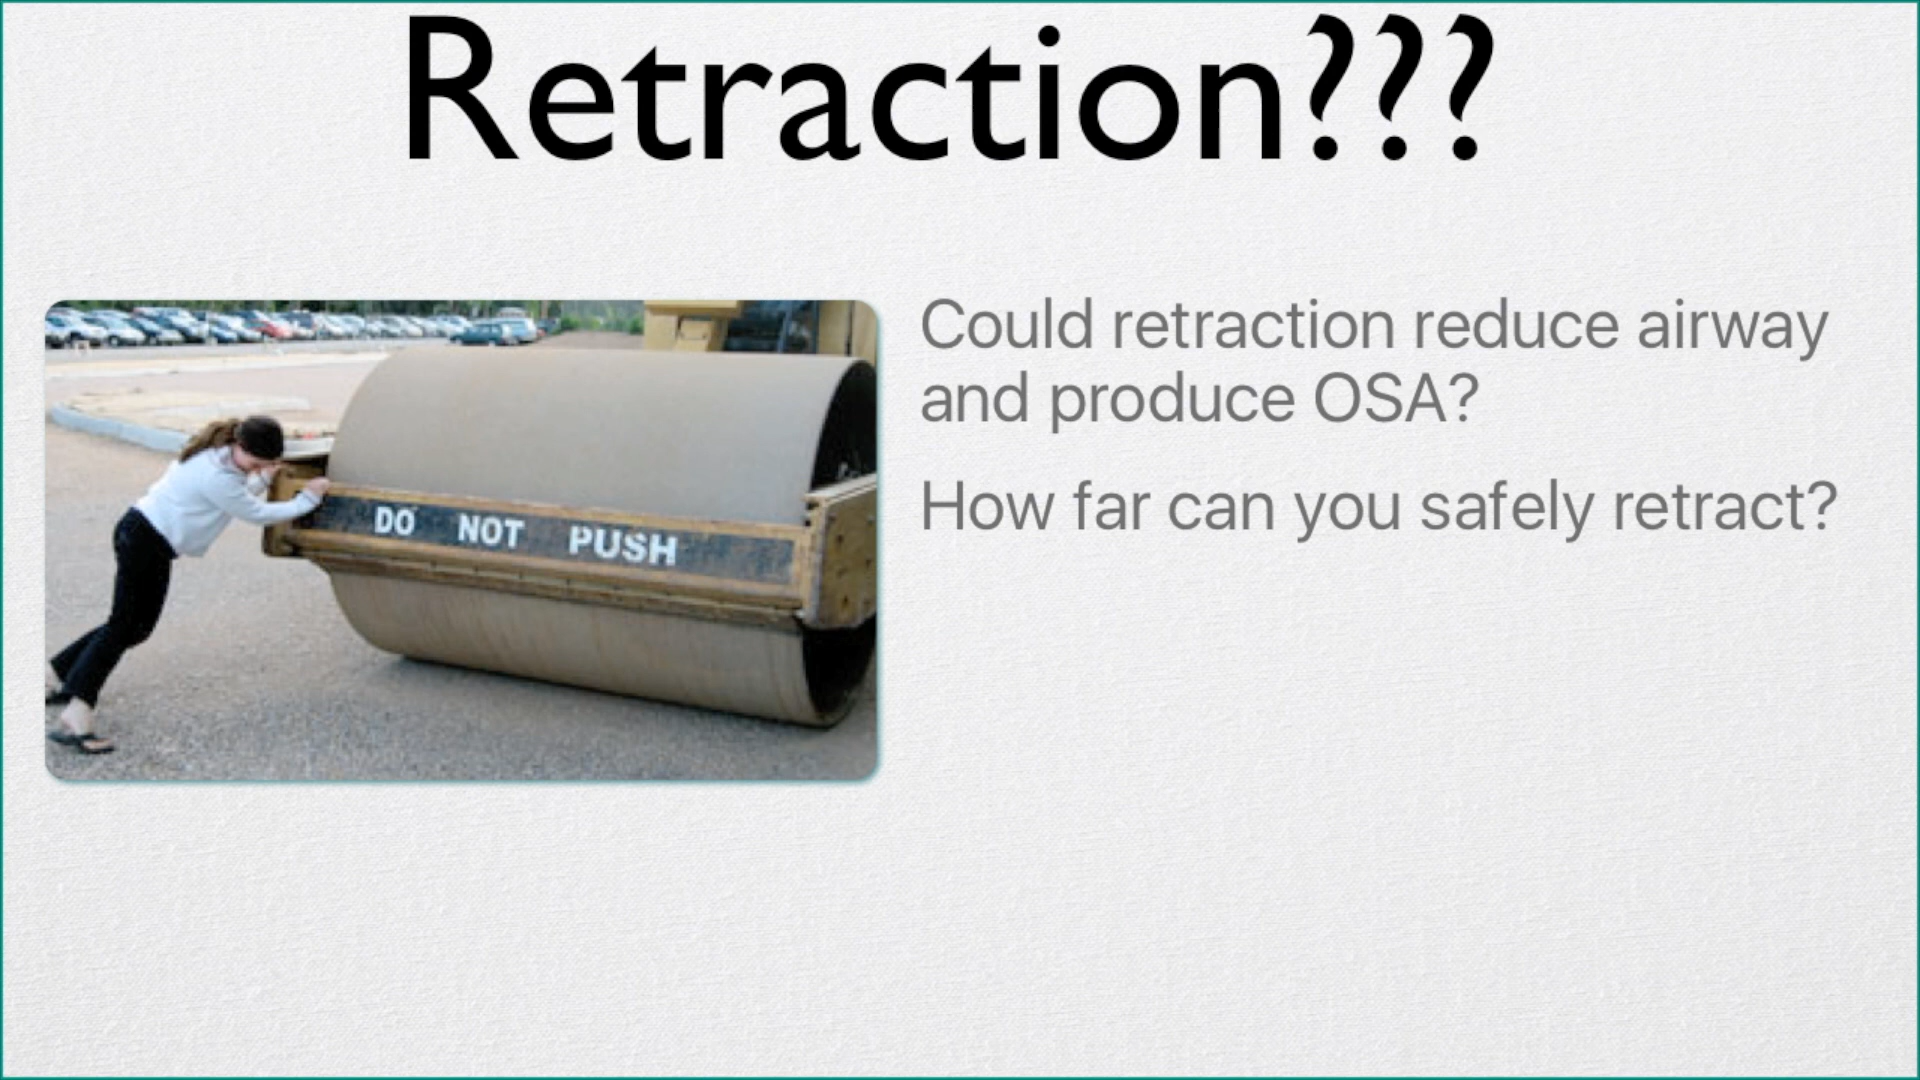 Retraction???
DO NOT PUSH
Could retraction reduce airway
and produce OSA?
How far can you safely retract?